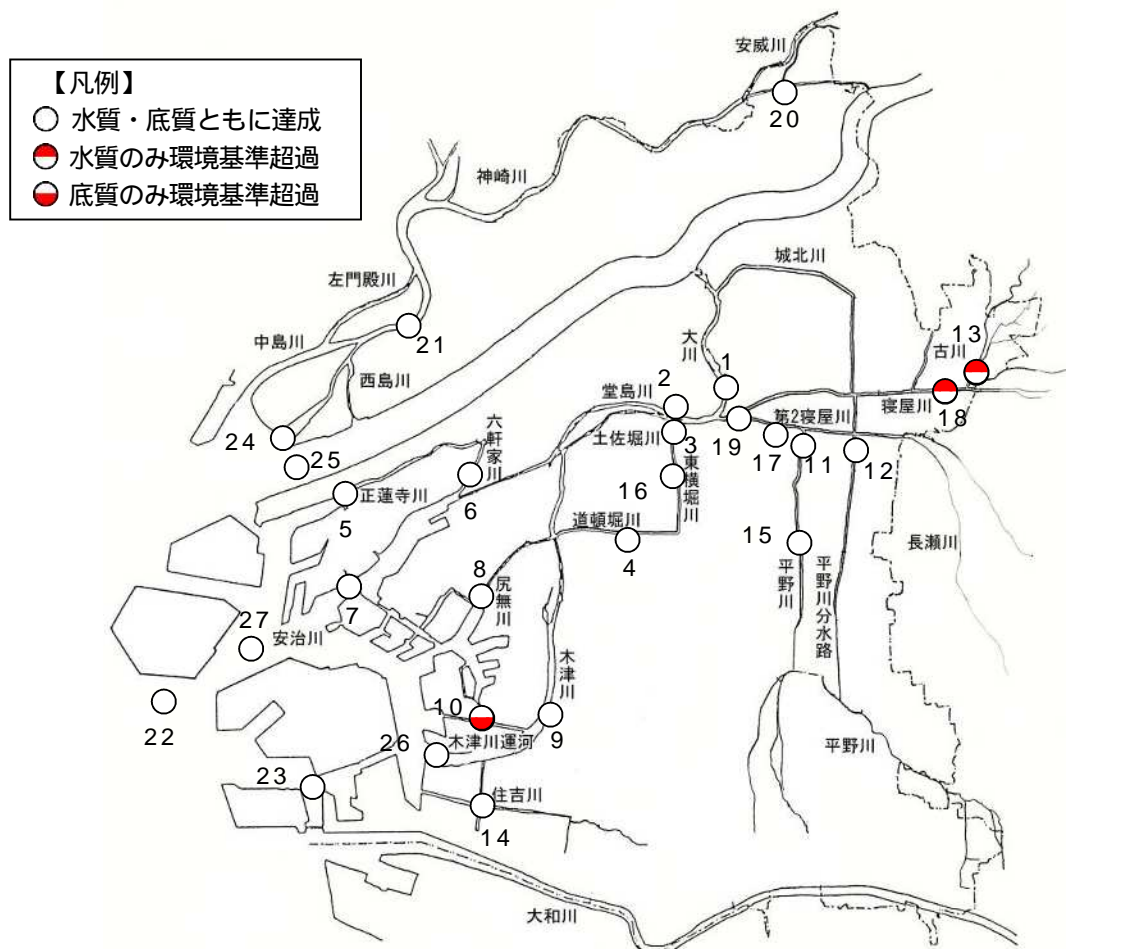 【凡例】
水質・底質ともに達成
水質のみ環境基準超過
底質のみ環境基準超過
安威川
20
神崎川
城北川
左門殿川
13
古川
中島川
21
大川
西島川
1
2
堂島川
寝屋川
18
六軒家川
第2寝屋川
24
土佐堀川
19
3
17
11
12
25
東横堀川
16
正蓮寺川
6
5
道頓堀川
長瀬川
15
4
8
平野川
平野川分水路
尻無川
7
27
安治川
木津川
22
10
9
木津川運河
26
平野川
23
住吉川
14
大和川